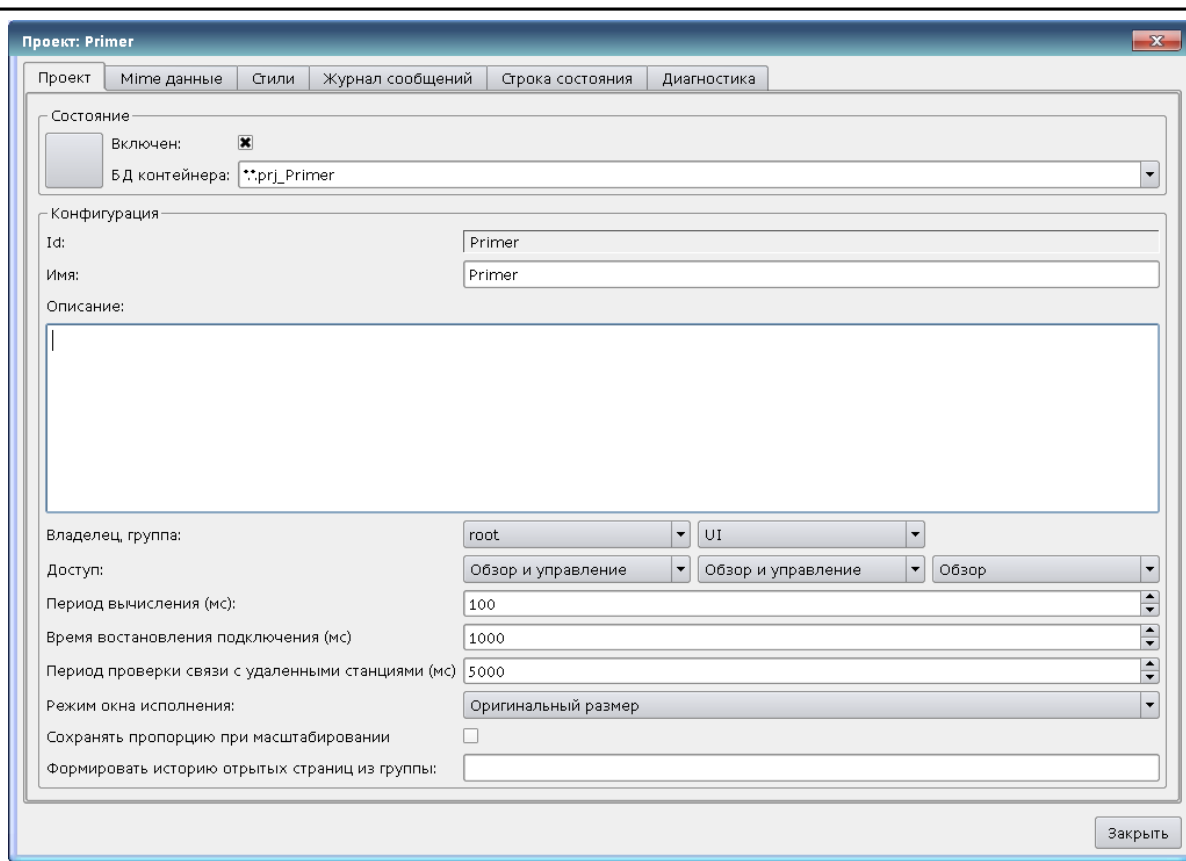 Проект: Primer
Проект Mime данные Стили Журнал сообщений Строка состояния Диагностика
Состояние
Включен:
БД контейнера: *.*.prj_Primer
Конфигурация
Id: Primer
Имя: Primer
Описание:
Владелец, группа: root UI
Доступ: Обзор и управление Обзор и управление Обзор
Период вычисления (мс): 100
Время востановления подключения (мс) 1000
Период проверки связи с удаленными станциями (мс) 5000
Режим окна исполнения: Оригинальный размер
Сохранять пропорцию при масштабировании
Формировать историю отрытых страниц из группы:
Закрыть